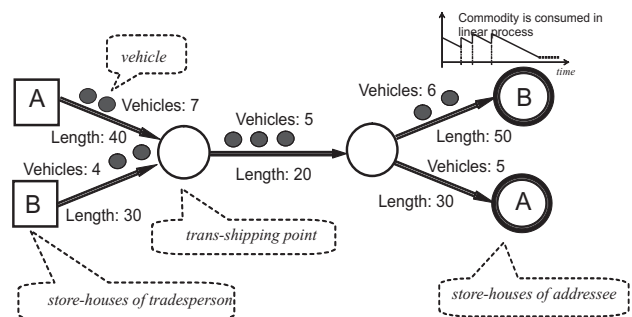 Commodity is consumed in
linear process
time
vehicle
A
Vehicles: 7
Length: 40
Vehicles: 4
B
Length: 30
Vehicles: 5
Length: 20
Vehicles: 6
B
Length: 50
Vehicles: 5
Length: 30
A
trans-shipping point
store-houses of tradesperson
store-houses of addressee